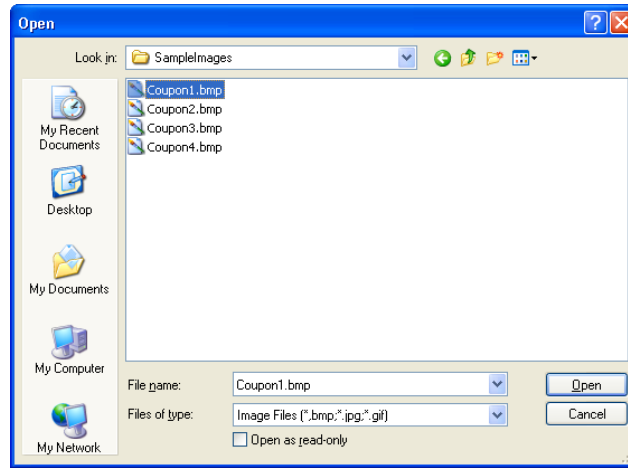 Open
Look in: SampleImages
Coupon1.bmp
Coupon2.bmp
Coupon3.bmp
Coupon4.bmp
My Recent
Documents
Desktop
My Documents
My Computer
My Network
File name: Coupon1.bmp Open
Files of type: Image Files (*,bmp;*.jpg;*.gif) Cancel
Open as read-only